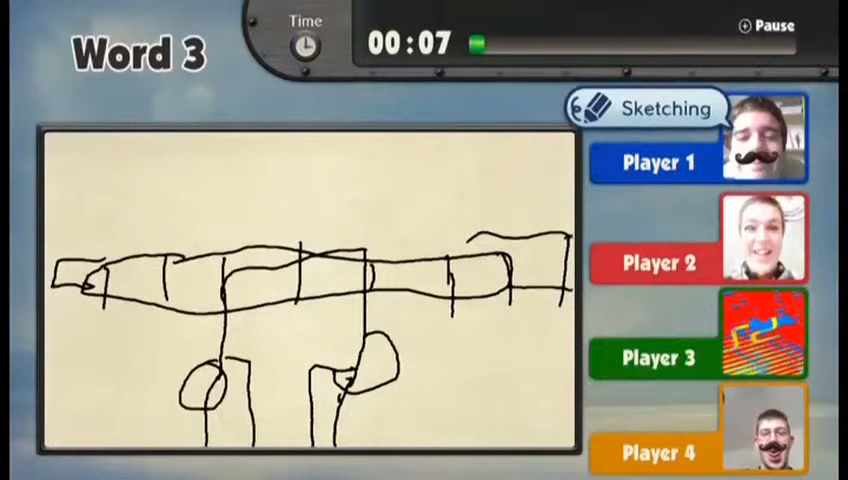 Time
Word 3
00:07
Pause
Sketching
Player 1
Player 2
Player 3
Player 4